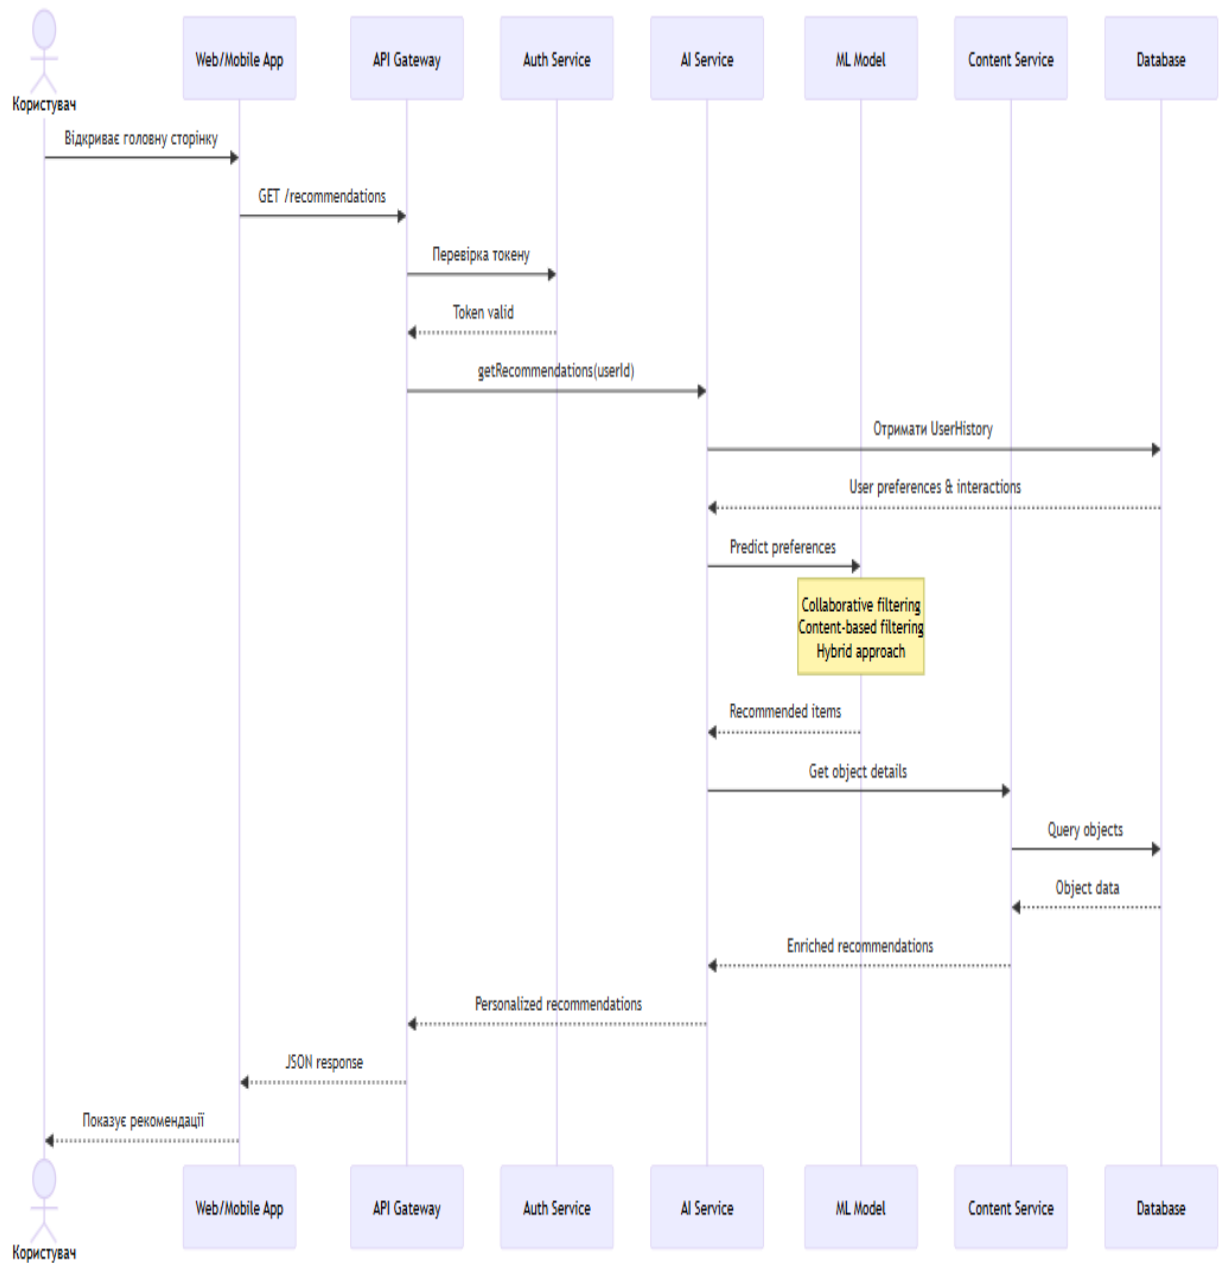 Користувач
Web/Mobile App
API Gateway
Auth Service
AI Service
ML Model
Content Service
Database
Відкриває головну сторінку
GET /recommendations
Перевірка токену
Token valid
getRecommendations(userId)
Отримати UserHistory
User preferences & interactions
Predict preferences
Collaborative filtering
Content-based filtering
Hybrid approach
Recommended items
Get object details
Query objects
Object data
Enriched recommendations
Personalized recommendations
JSON response
Показує рекомендації
Користувач
Web/Mobile App
API Gateway
Auth Service
AI Service
ML Model
Content Service
Database